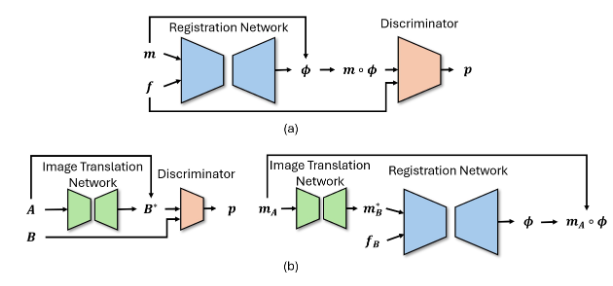 Registration Network
Discriminator
m
f
ϕ
m ∘ ϕ
p
(a)
Image Translation
Network
Discriminator
A
B*
B
p
Image Translation
Network
Registration Network
m_A
m*_B
f_B
ϕ
m_A ∘ ϕ
(b)